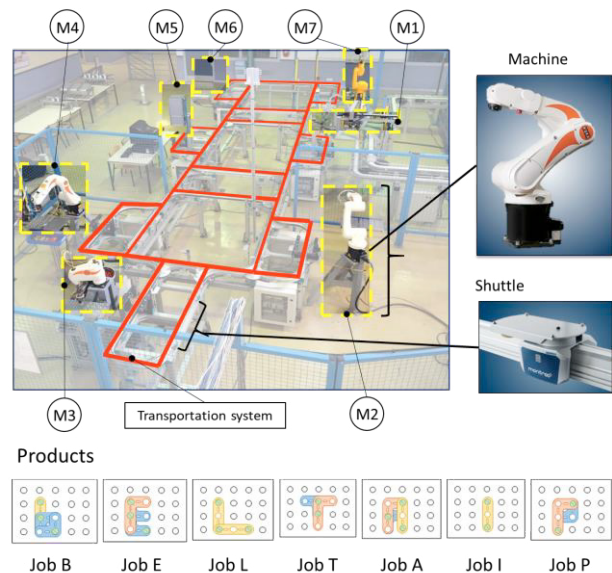 M4
M5
M6
M7
M1
Machine
Shuttle
M3
Transportation system
M2
Products
Job B
Job E
Job L
Job T
Job A
Job I
Job P